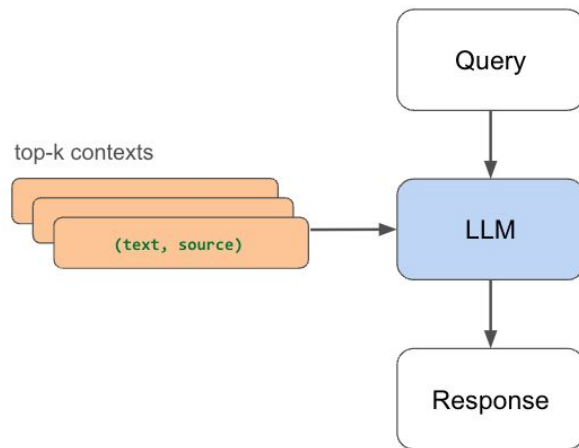 Query
top-k contexts
(text, source)
LLM
Response